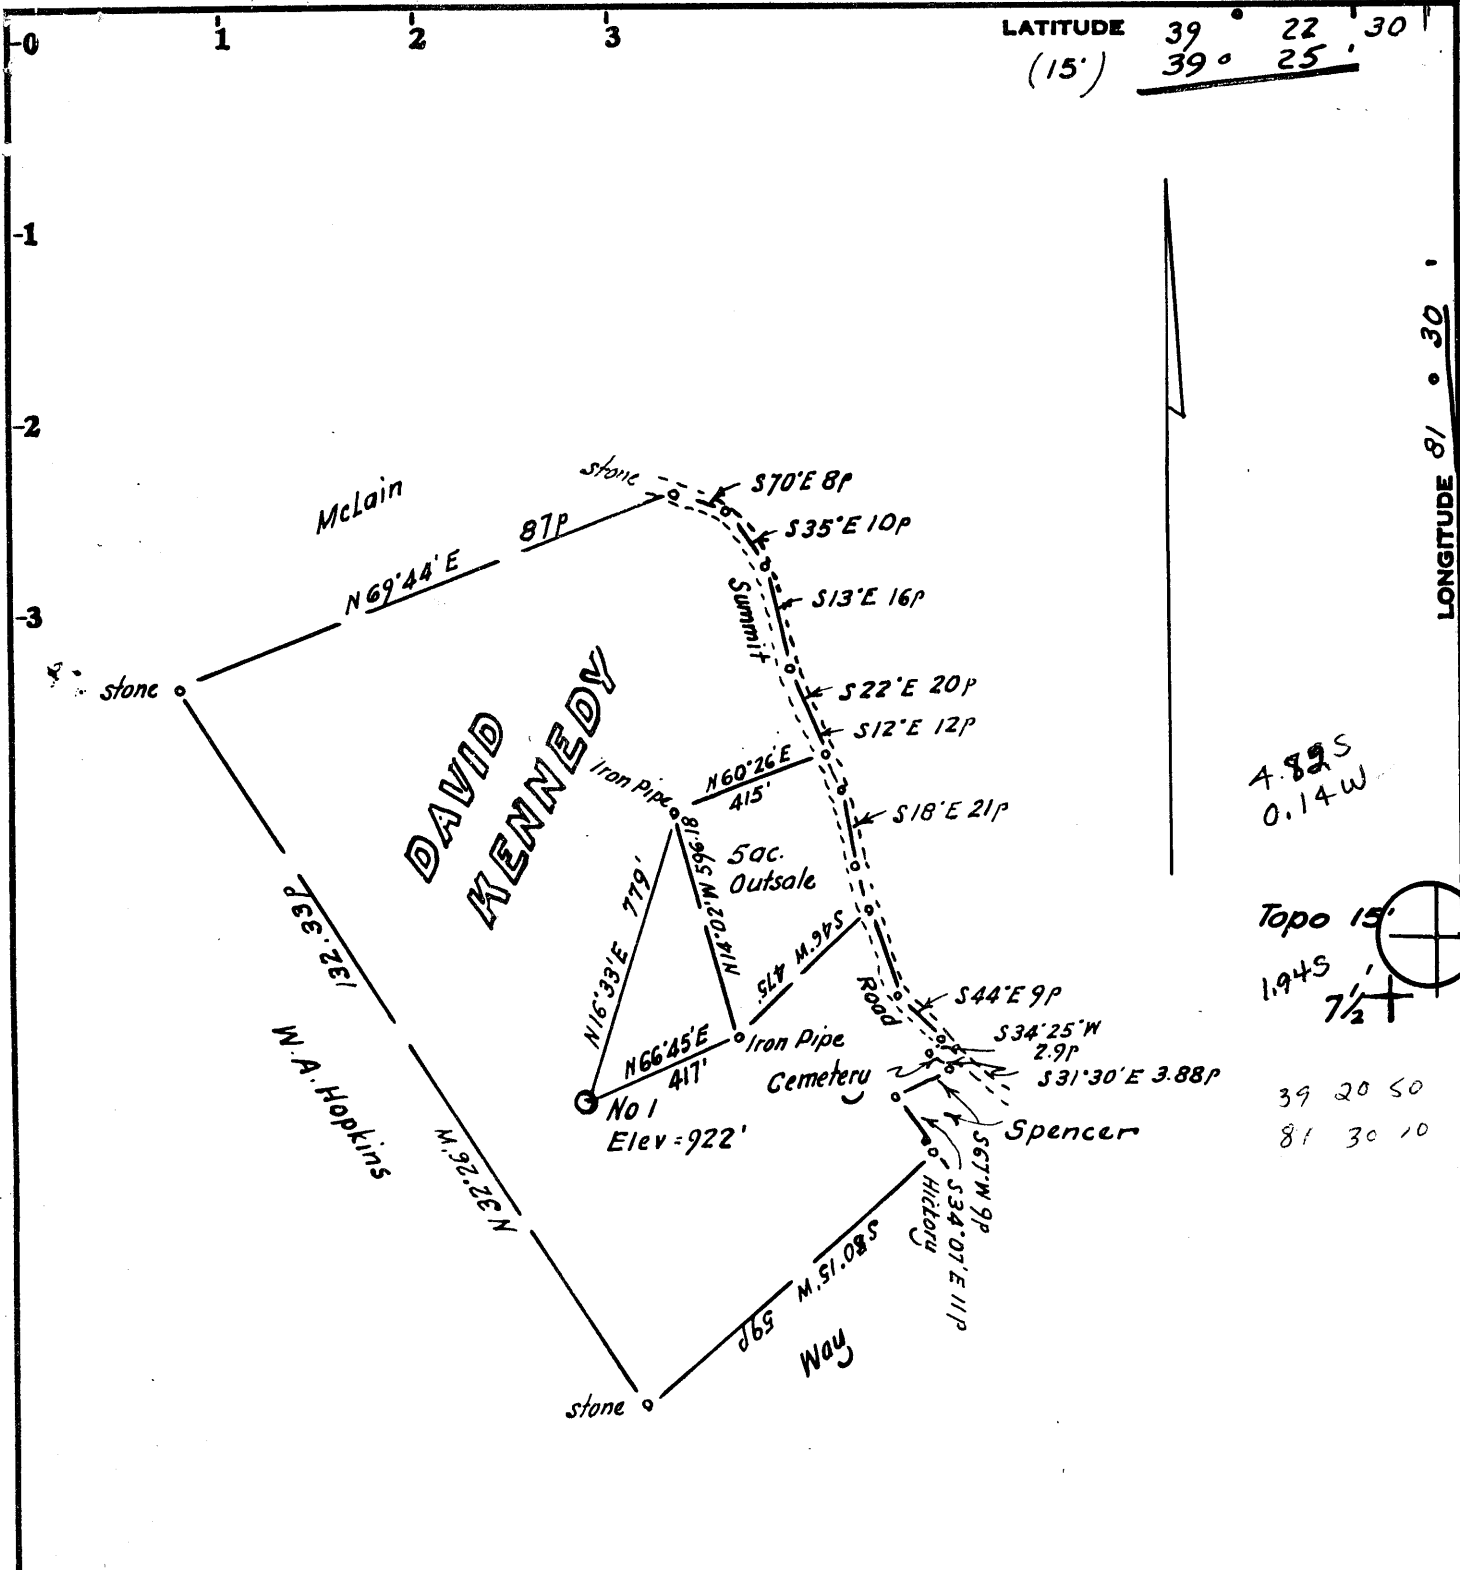 -0
1
2
3
LATITUDE 39 ° 22 ' 30 "
(15') 39° 25'
-1
-2
-3
LONGITUDE 81 ° 30 '
McLain
stone
S70°E 8P
87P
S35°E 10P
N69°44'E
S13°E 16P
Summit
stone
S22°E 20P
S12°E 12P
DAVID
KENNEDY
Iron Pipe
N60°26'E
415'
S18°E 21P
4.82S
0.14W
5ac.
Outsale
779'
N14°02'W 599.18
N16°33'E
S46°W
475'
Topo 15'
1.94S
7½'
132.33P
Road
S44°E 9P
S34°25'W
2.9P
N66°45'E
417'
Iron Pipe
Cemetery
S31°30'E 3.88P
W.A. Hopkins
No 1
Elev=922'
Spencer
39 20 50
81 30 10
N32°26'W
S67°W 9P
S34°07'E 11P
Hickory
S80°15'W
59P
Way
stone